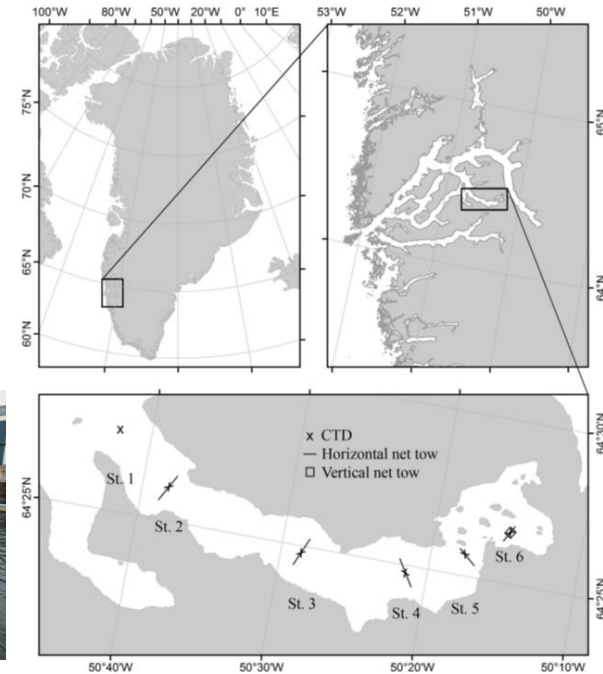 100°W 80°W 50°W 20°W 0° 10°E
75°N
70°N
65°N
60°N
53°W 52°W 51°W 50°W
65°N
64°N
x CTD
— Horizontal net tow
□ Vertical net tow
St. 1
St. 2
St. 3
St. 4
St. 5
St. 6
64°25'N
64°30'N
64°25'N
50°40'W 50°30'W 50°20'W 50°10'W